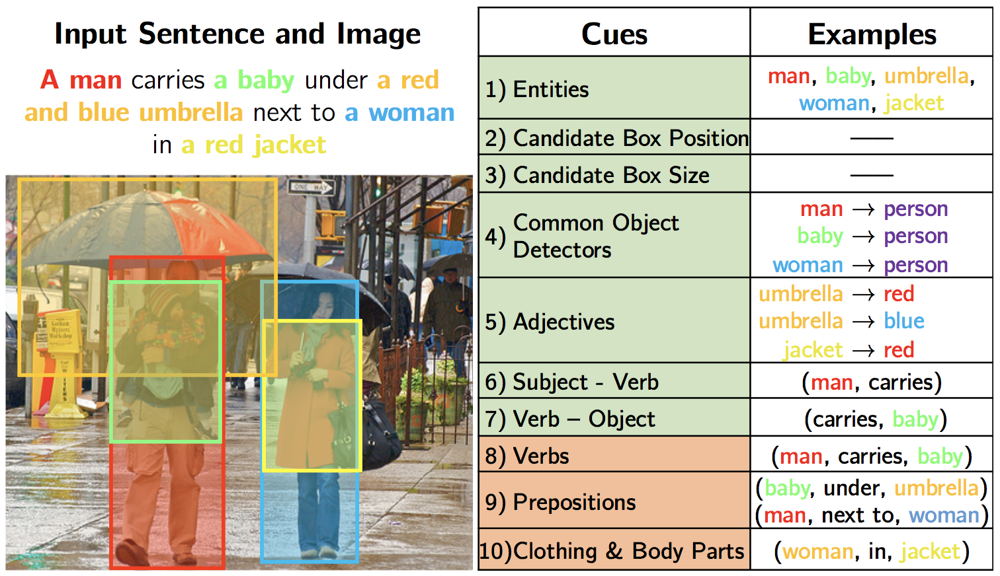 Input Sentence and Image
A man carries a baby under a red
and blue umbrella next to a woman
in a red jacket
ONE WAY
Gotham
Writers'
Workshop
Cues
Examples
1) Entities
man, baby, umbrella,
woman, jacket
2) Candidate Box Position
——
3) Candidate Box Size
——
4) Common Object
Detectors
man → person
baby → person
woman → person
5) Adjectives
umbrella → red
umbrella → blue
jacket → red
6) Subject - Verb
(man, carries)
7) Verb – Object
(carries, baby)
8) Verbs
(man, carries, baby)
9) Prepositions
(baby, under, umbrella)
(man, next to, woman)
10) Clothing & Body Parts
(woman, in, jacket)